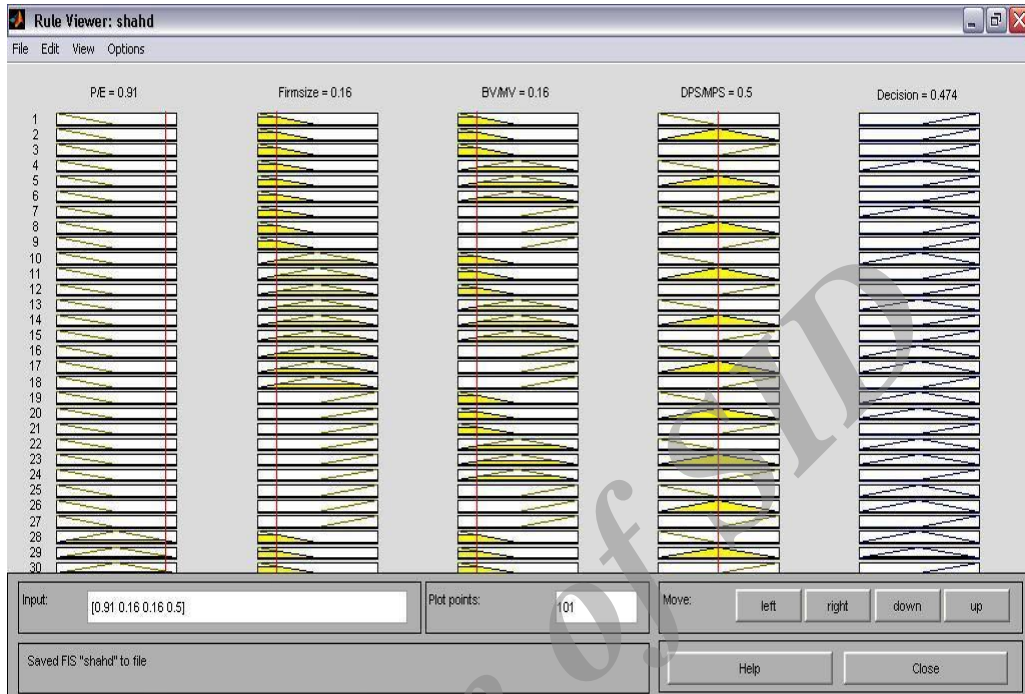 Rule Viewer: shahd
File Edit View Options
P/E = 0.91
Firmsize = 0.16
BV/MV = 0.16
DPS/MPS = 0.5
Decision = 0.474
1
2
3
4
5
6
7
8
9
10
11
12
13
14
15
16
17
18
19
20
21
22
23
24
25
26
27
28
29
30
Input:
[0.91 0.16 0.16 0.5]
Plot points:
101
Move:
left
right
down
up
Saved FIS "shahd" to file
Help
Close
of SID